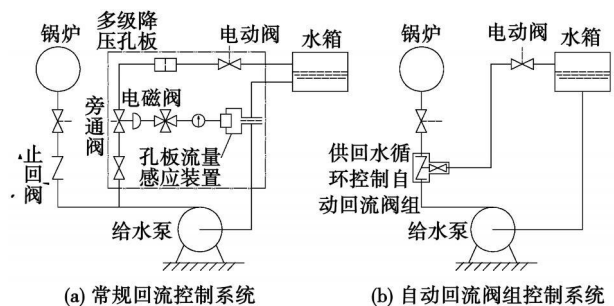 锅炉
多级降
压孔板
电动阀
水箱
旁通阀
电磁阀
止回阀
孔板流量
感应装置
给水泵
(a) 常规回流控制系统
锅炉
电动阀
水箱
供回水循
环控制自
动回流阀组
给水泵
(b) 自动回流阀组控制系统